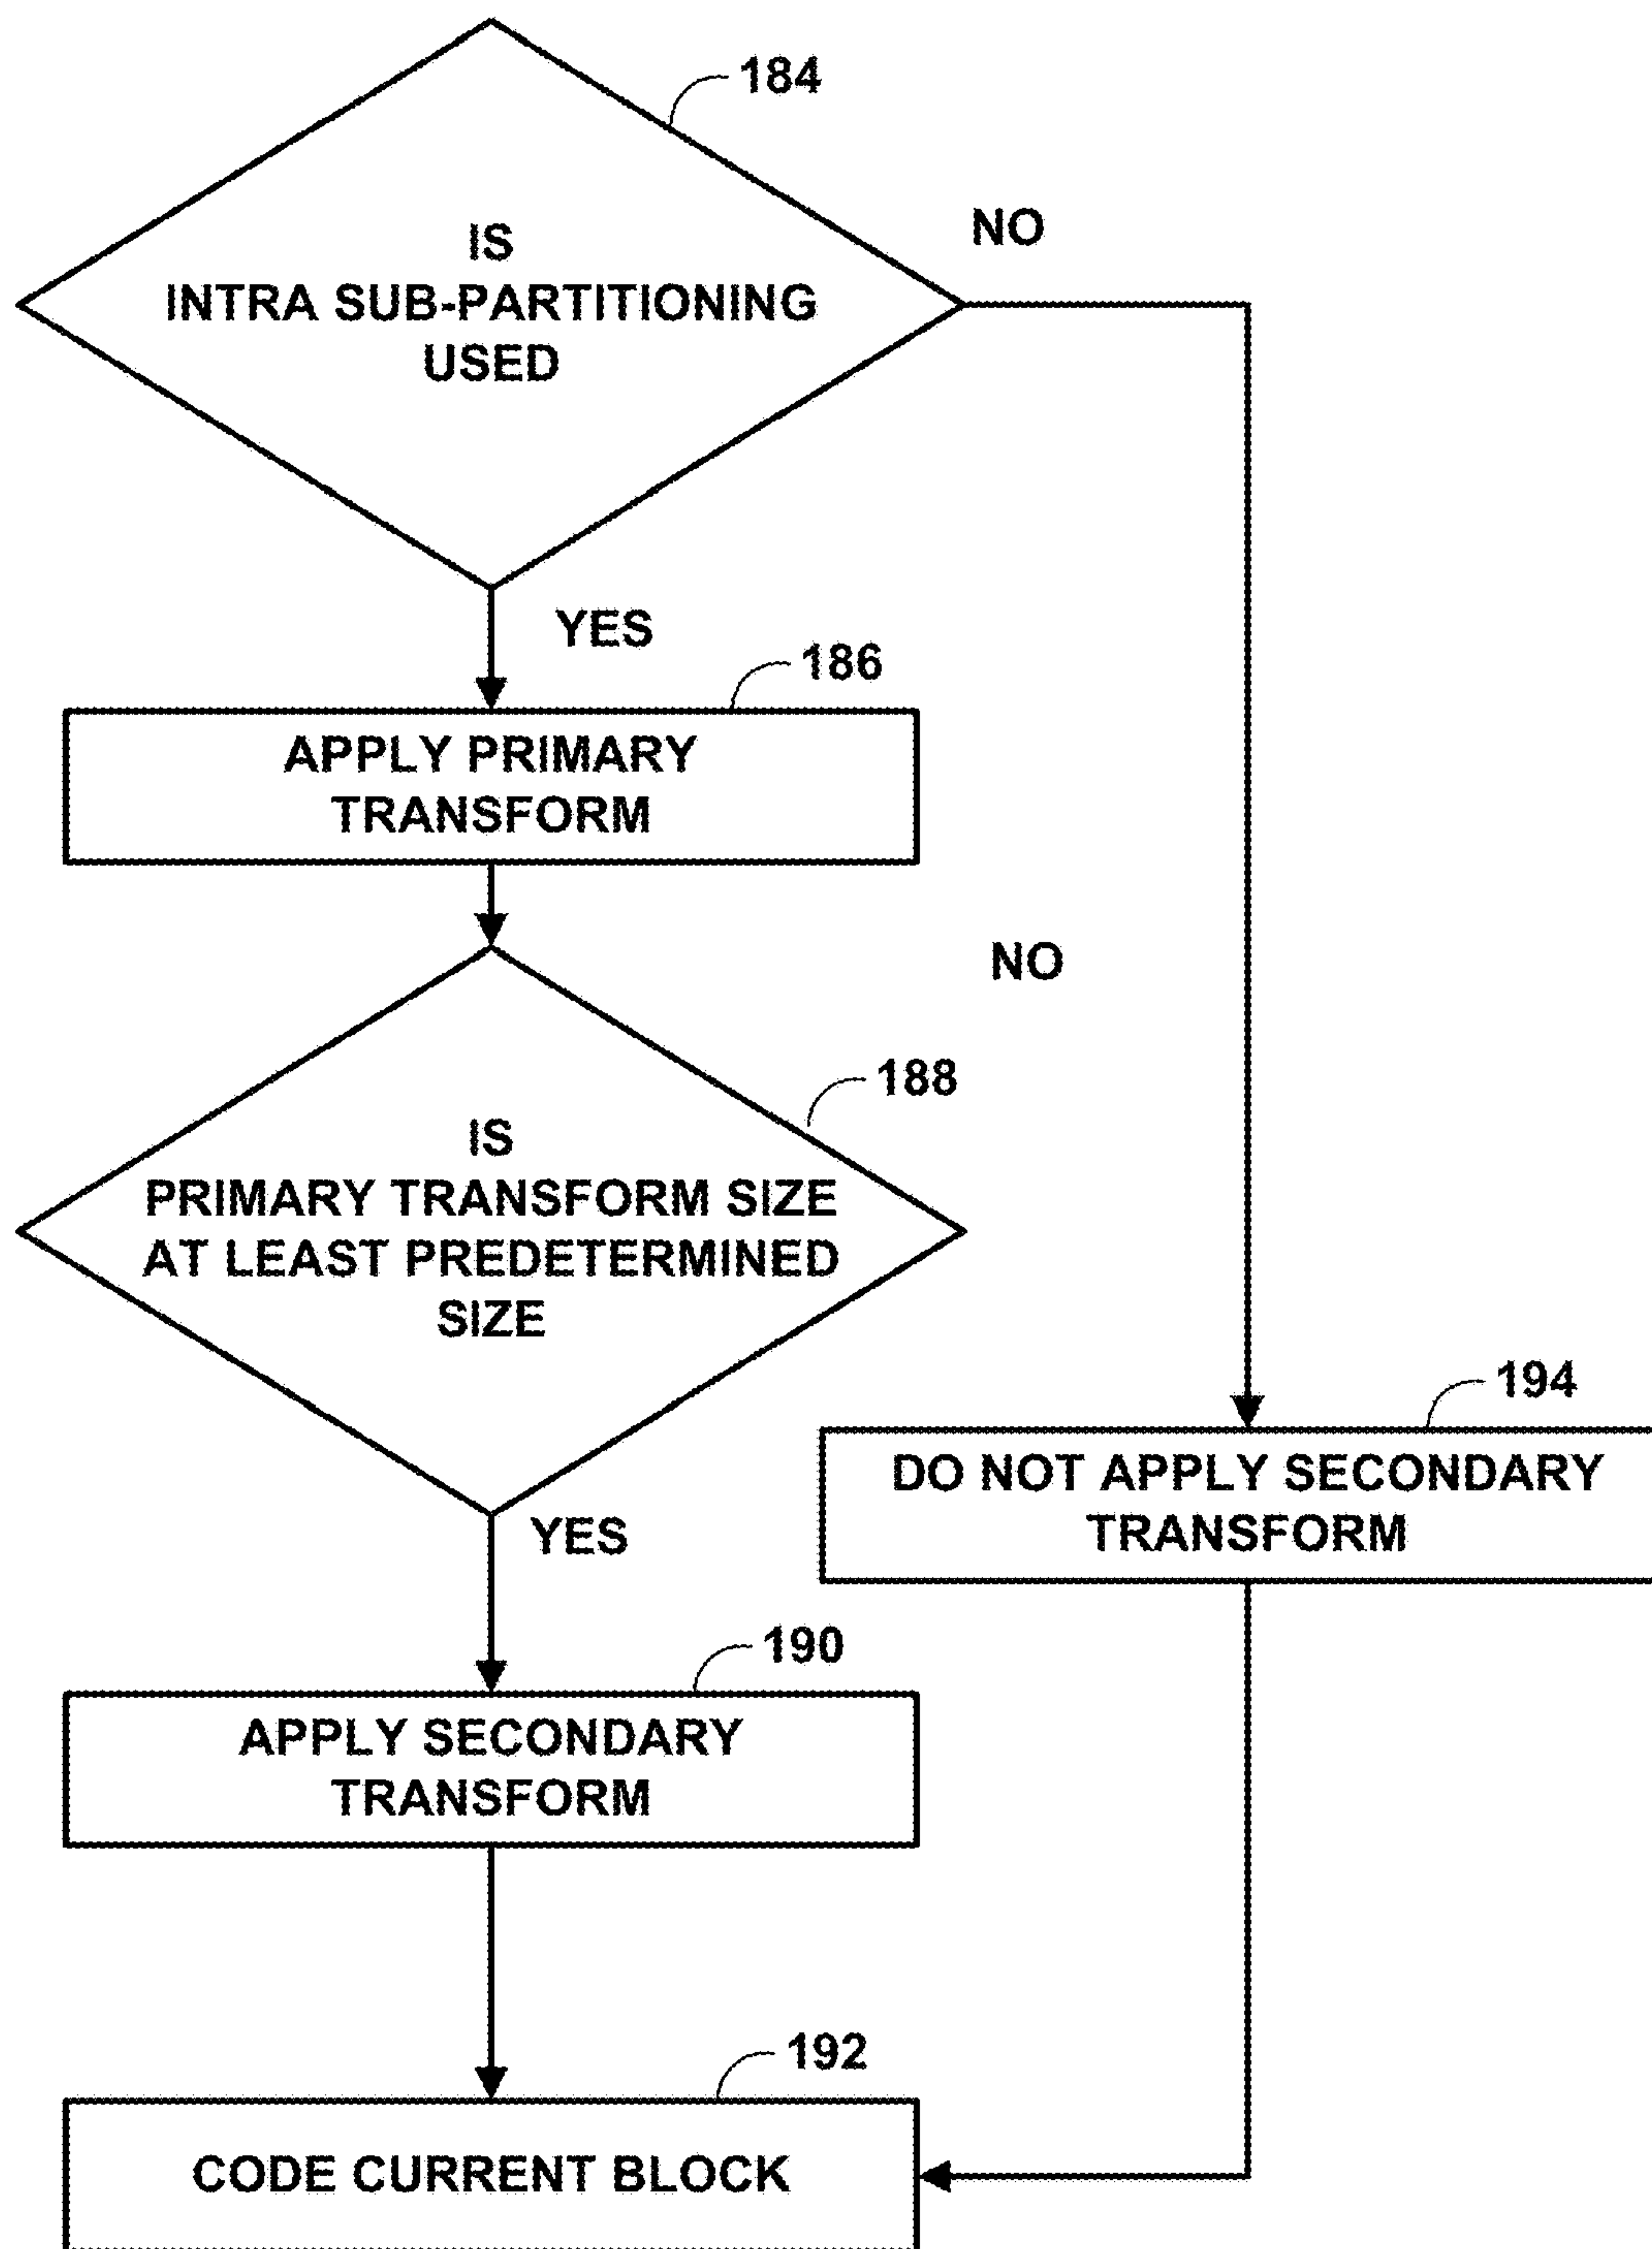 184
NO
IS
INTRA SUB-PARTITIONING
USED
YES
186
APPLY PRIMARY
TRANSFORM
NO
188
IS
PRIMARY TRANSFORM SIZE
AT LEAST PREDETERMINED
SIZE
YES
194
DO NOT APPLY SECONDARY
TRANSFORM
190
APPLY SECONDARY
TRANSFORM
192
CODE CURRENT BLOCK